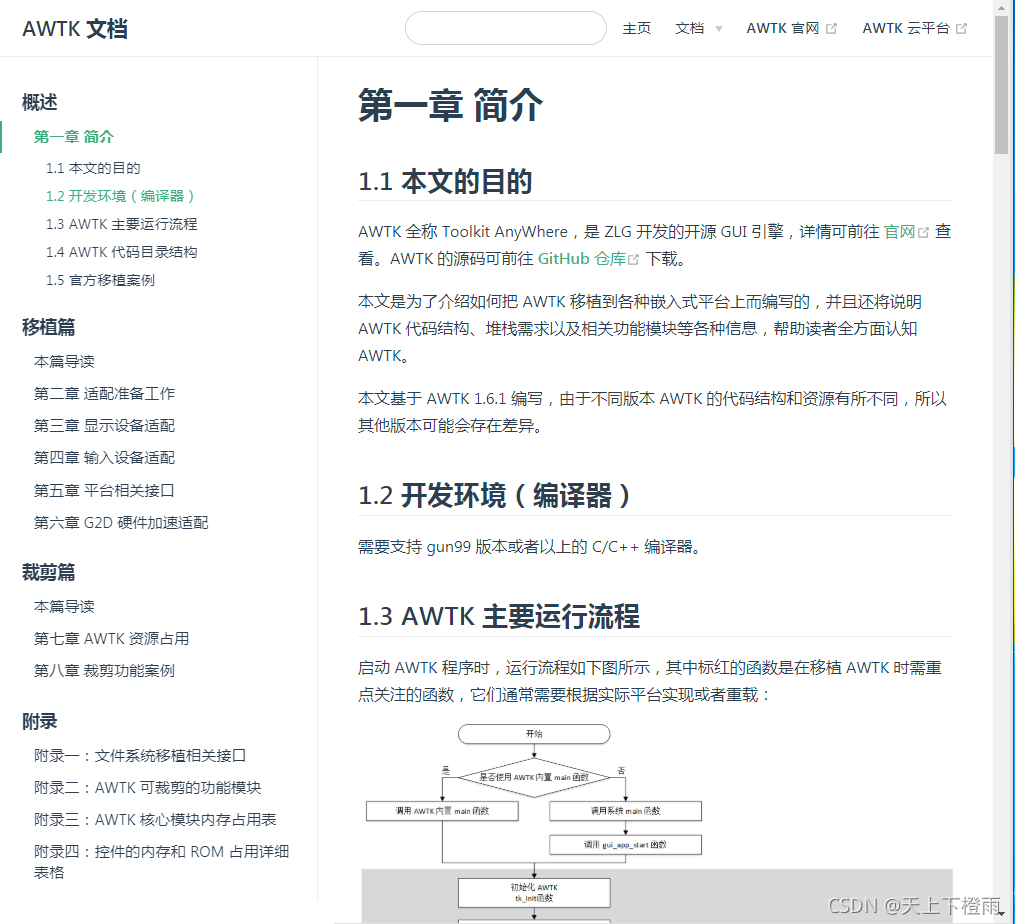 AWTK 文档
主页 文档 AWTK 官网 AWTK 云平台
概述
第一章 简介
1.1 本文的目的
1.2 开发环境（编译器）
1.3 AWTK 主要运行流程
1.4 AWTK 代码目录结构
1.5 官方移植案例
移植篇
本篇导读
第二章 适配准备工作
第三章 显示设备适配
第四章 输入设备适配
第五章 平台相关接口
第六章 G2D 硬件加速适配
裁剪篇
本篇导读
第七章 AWTK 资源占用
第八章 裁剪功能案例
附录
附录一：文件系统移植相关接口
附录二：AWTK 可裁剪的功能模块
附录三：AWTK 核心模块内存占用表
附录四：控件的内存和 ROM 占用详细
表格
第一章 简介
1.1 本文的目的
AWTK 全称 Toolkit AnyWhere，是 ZLG 开发的开源 GUI 引擎，详情可前往 官网 查
看。AWTK 的源码可前往 GitHub 仓库 下载。
本文是为了介绍如何把 AWTK 移植到各种嵌入式平台上而编写的，并且还将说明
AWTK 代码结构、堆栈需求以及相关功能模块等各种信息，帮助读者全方面认知
AWTK。
本文基于 AWTK 1.6.1 编写，由于不同版本 AWTK 的代码结构和资源有所不同，所以
其他版本可能会存在差异。
1.2 开发环境（编译器）
需要支持 gun99 版本或者以上的 C/C++ 编译器。
1.3 AWTK 主要运行流程
启动 AWTK 程序时，运行流程如下图所示，其中标红的函数是在移植 AWTK 时需重
点关注的函数，它们通常需要根据实际平台实现或者重载：
开始
是 否
是否使用 AWTK 内置 main 函数
调用 AWTK 内置 main 函数 调用系统 main 函数
调用 gui_app_start 函数
初始化 AWTK
tk_init函数
CSDN @天上下橙雨